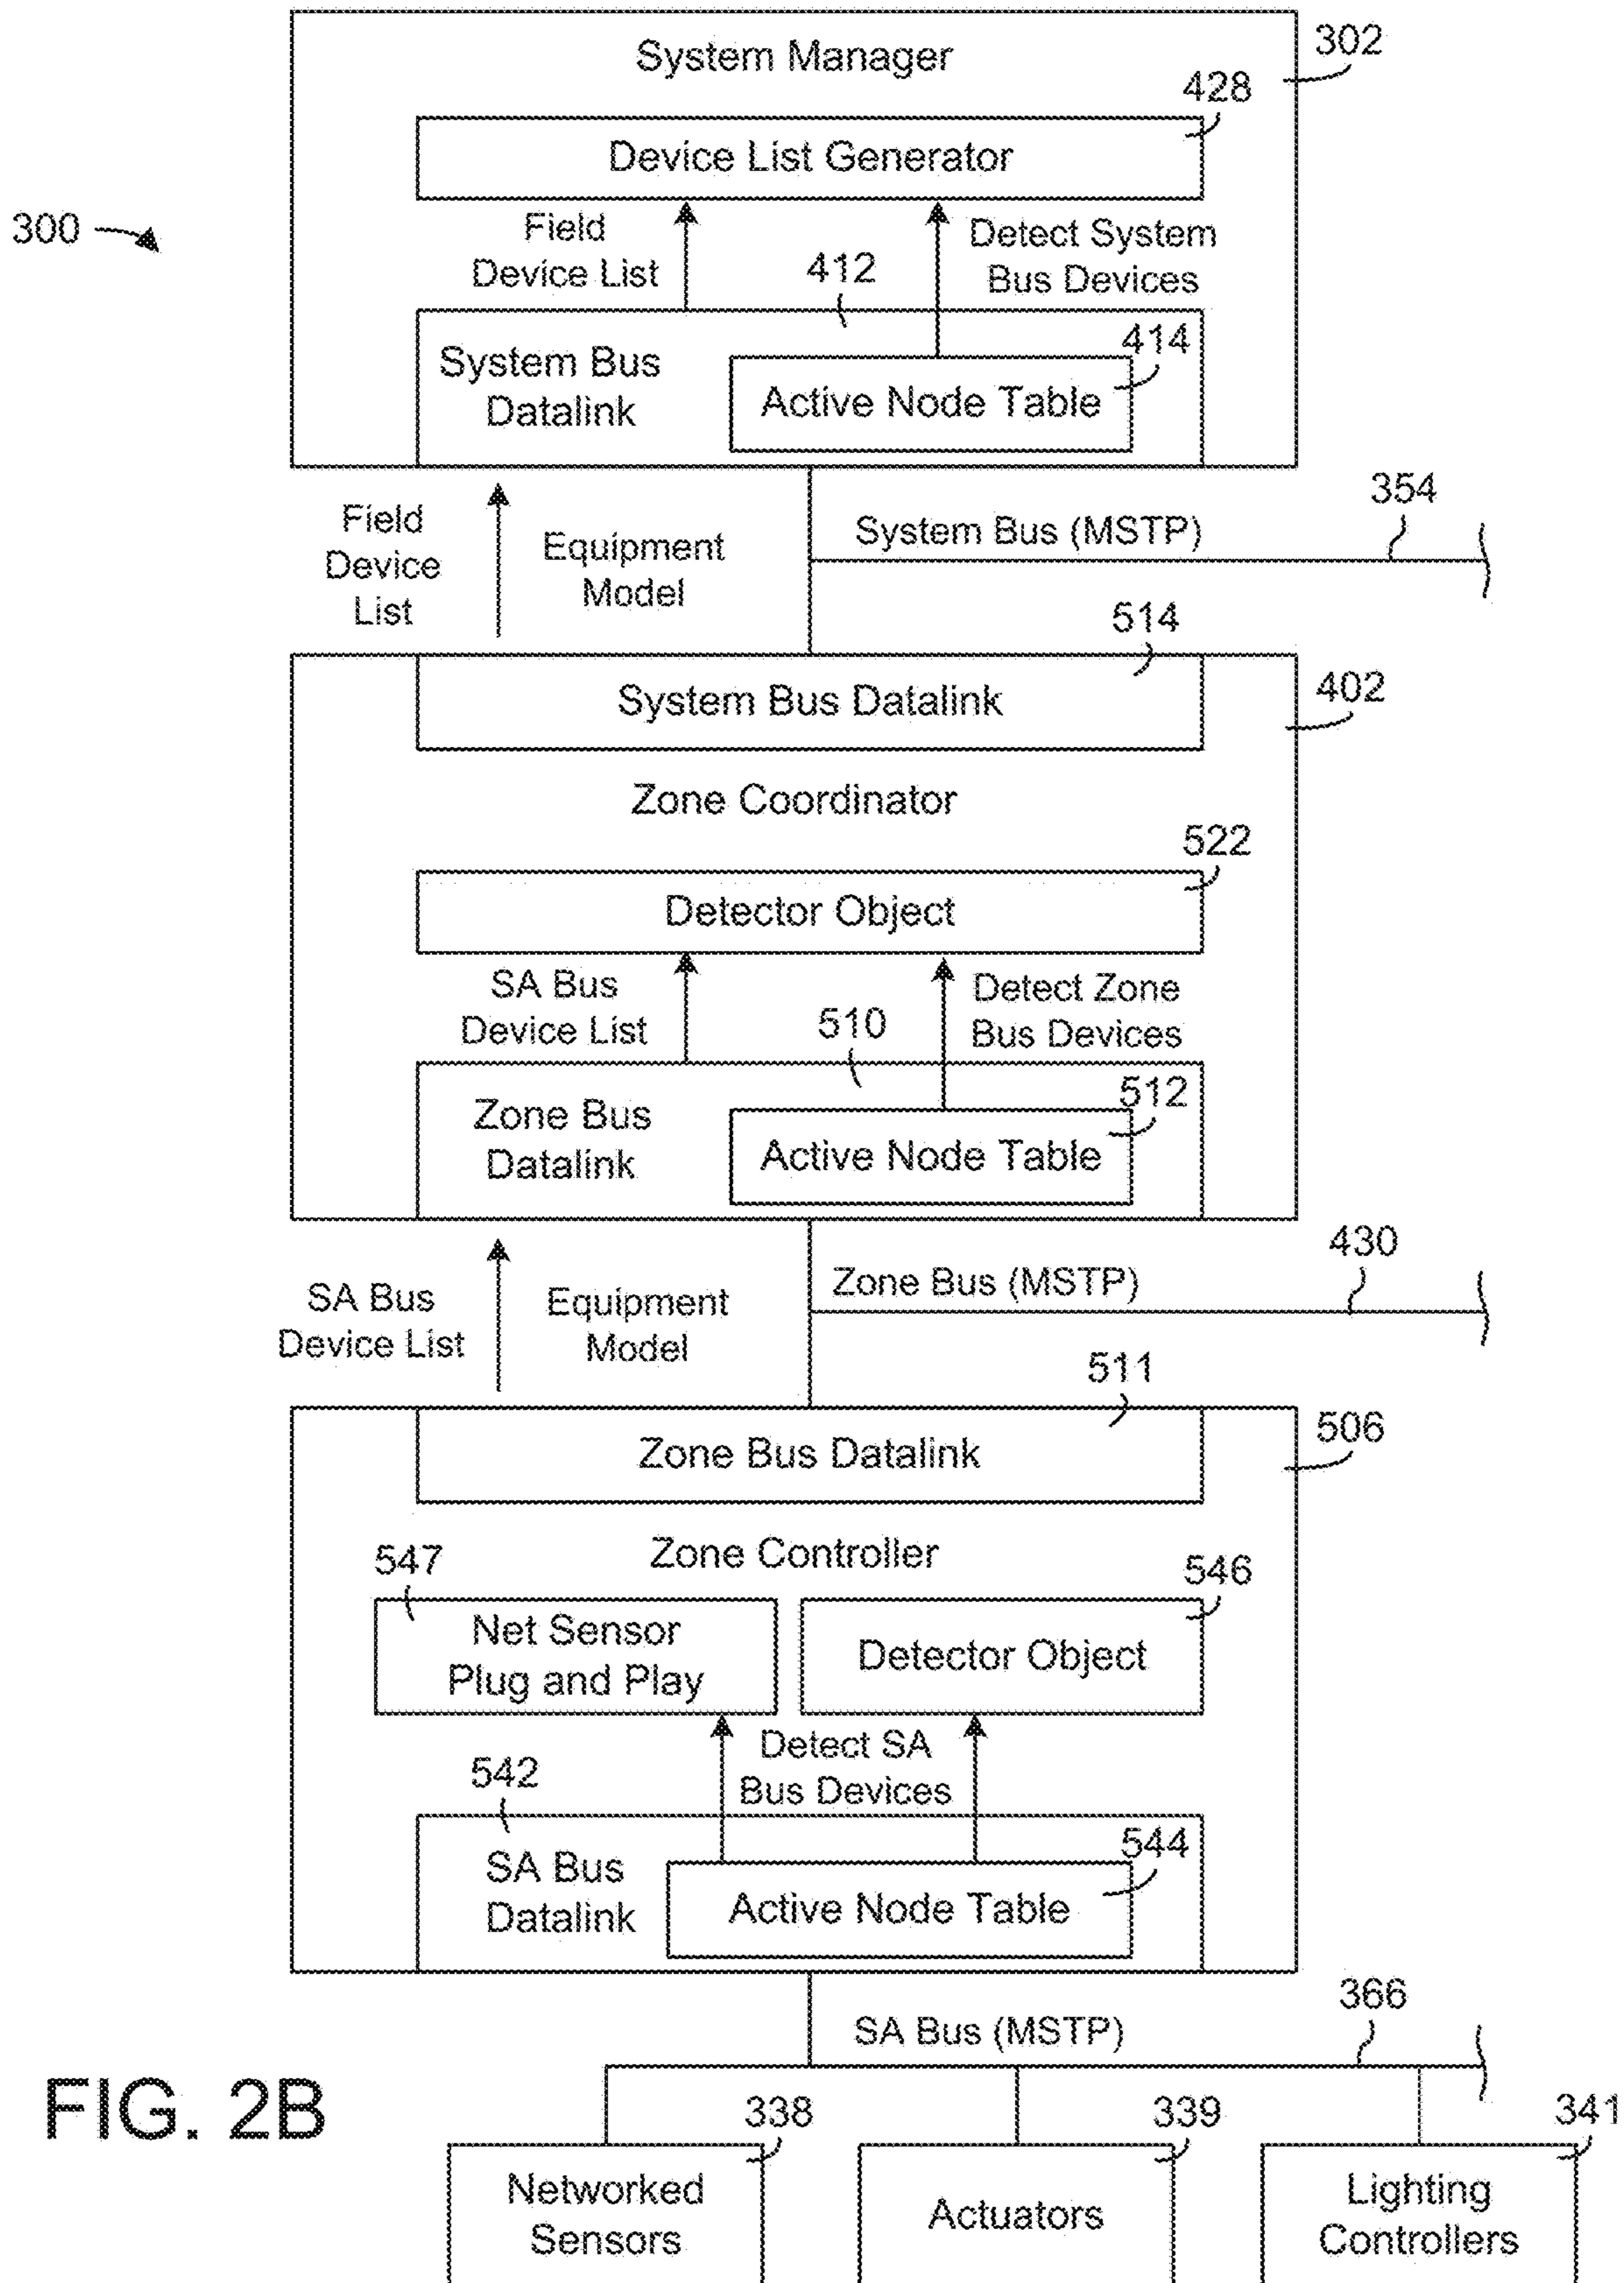 System Manager
302
428
Device List Generator
300
Field
Device List
412
Detect System
Bus Devices
414
System Bus
Datalink
Active Node Table
354
Field
Device
List
Equipment
Model
System Bus (MSTP)
514
System Bus Datalink
402
Zone Coordinator
522
Detector Object
SA Bus
Device List
510
Detect Zone
Bus Devices
512
Zone Bus
Datalink
Active Node Table
430
SA Bus
Device List
Equipment
Model
Zone Bus (MSTP)
511
Zone Bus Datalink
506
Zone Controller
547
546
Net Sensor
Plug and Play
Detector Object
542
Detect SA
Bus Devices
544
SA Bus
Datalink
Active Node Table
366
SA Bus (MSTP)
FIG. 2B
338
339
341
Networked
Sensors
Actuators
Lighting
Controllers